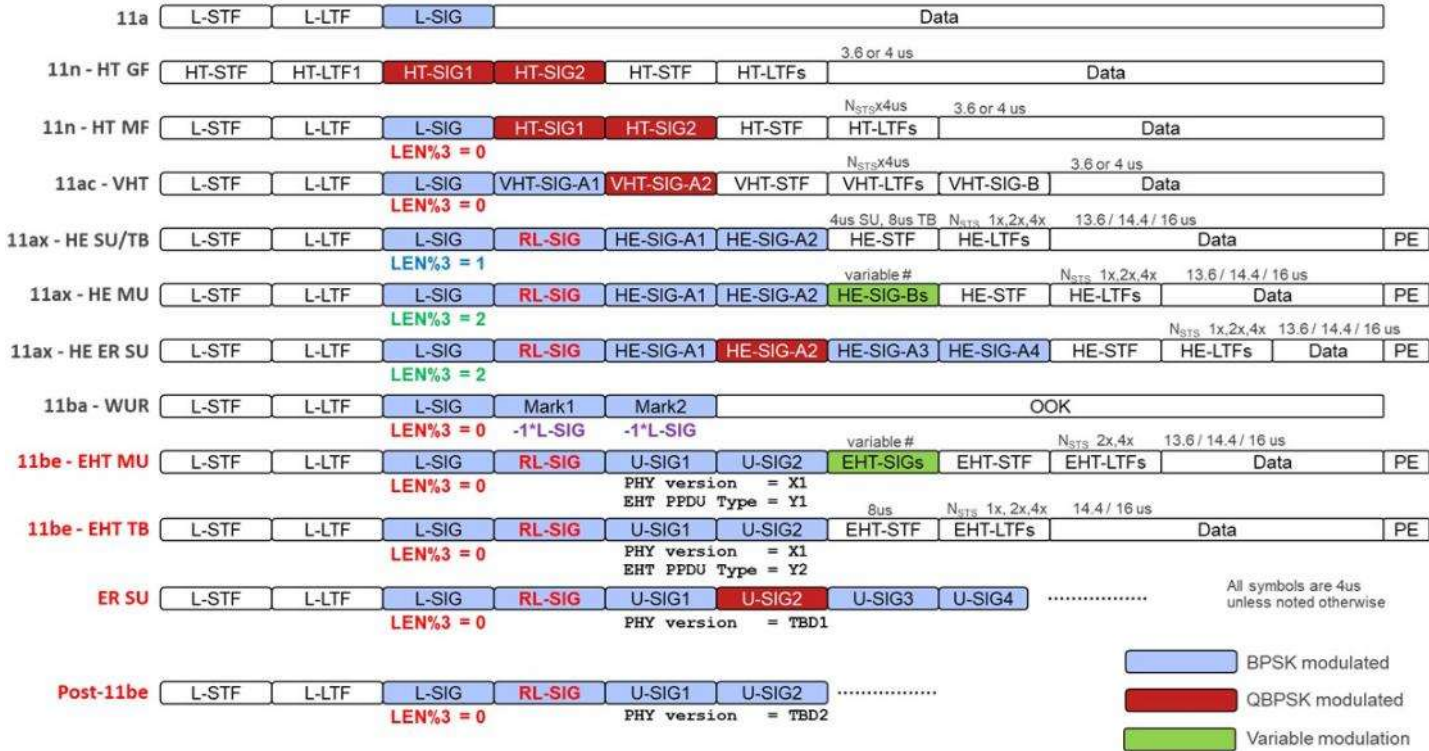 11a L-STF L-LTF L-SIG Data
3.6 or 4 us
11n - HT GF HT-STF HT-LTF1 HT-SIG1 HT-SIG2 HT-STF HT-LTFs Data
NSTSx4us 3.6 or 4 us
11n - HT MF L-STF L-LTF L-SIG HT-SIG1 HT-SIG2 HT-STF HT-LTFs Data
LEN%3 = 0
NSTSx4us 3.6 or 4 us
11ac - VHT L-STF L-LTF L-SIG VHT-SIG-A1 VHT-SIG-A2 VHT-STF VHT-LTFs VHT-SIG-B Data
LEN%3 = 0
4us SU, 8us TB NSTS 1x,2x,4x 13.6 / 14.4 / 16 us
11ax - HE SU/TB L-STF L-LTF L-SIG RL-SIG HE-SIG-A1 HE-SIG-A2 HE-STF HE-LTFs Data PE
LEN%3 = 1
variable # NSTS 1x,2x,4x 13.6 / 14.4 / 16 us
11ax - HE MU L-STF L-LTF L-SIG RL-SIG HE-SIG-A1 HE-SIG-A2 HE-SIG-Bs HE-STF HE-LTFs Data PE
LEN%3 = 2
NSTS 1x,2x,4x 13.6 / 14.4 / 16 us
11ax - HE ER SU L-STF L-LTF L-SIG RL-SIG HE-SIG-A1 HE-SIG-A2 HE-SIG-A3 HE-SIG-A4 HE-STF HE-LTFs Data PE
LEN%3 = 2
11ba - WUR L-STF L-LTF L-SIG Mark1 Mark2 OOK
LEN%3 = 0 -1*L-SIG -1*L-SIG
variable # NSTS 2x,4x 13.6 / 14.4 / 16 us
11be - EHT MU L-STF L-LTF L-SIG RL-SIG U-SIG1 U-SIG2 EHT-SIGs EHT-STF EHT-LTFs Data PE
LEN%3 = 0 PHY version = X1
EHT PPDU Type = Y1
8us NSTS 1x, 2x,4x 14.4 / 16 us
11be - EHT TB L-STF L-LTF L-SIG RL-SIG U-SIG1 U-SIG2 EHT-STF EHT-LTFs Data PE
LEN%3 = 0 PHY version = X1
EHT PPDU Type = Y2
ER SU L-STF L-LTF L-SIG RL-SIG U-SIG1 U-SIG2 U-SIG3 U-SIG4 ................
LEN%3 = 0 PHY version = TBD1
All symbols are 4us
unless noted otherwise
BPSK modulated
Post-11be L-STF L-LTF L-SIG RL-SIG U-SIG1 U-SIG2 ................
LEN%3 = 0 PHY version = TBD2
QBPSK modulated
Variable modulation